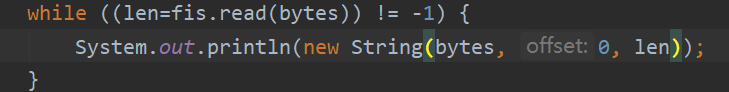 while ((len=fis.read(bytes)) != -1) {
System.out.println(new String(bytes, offset: 0, len));
}